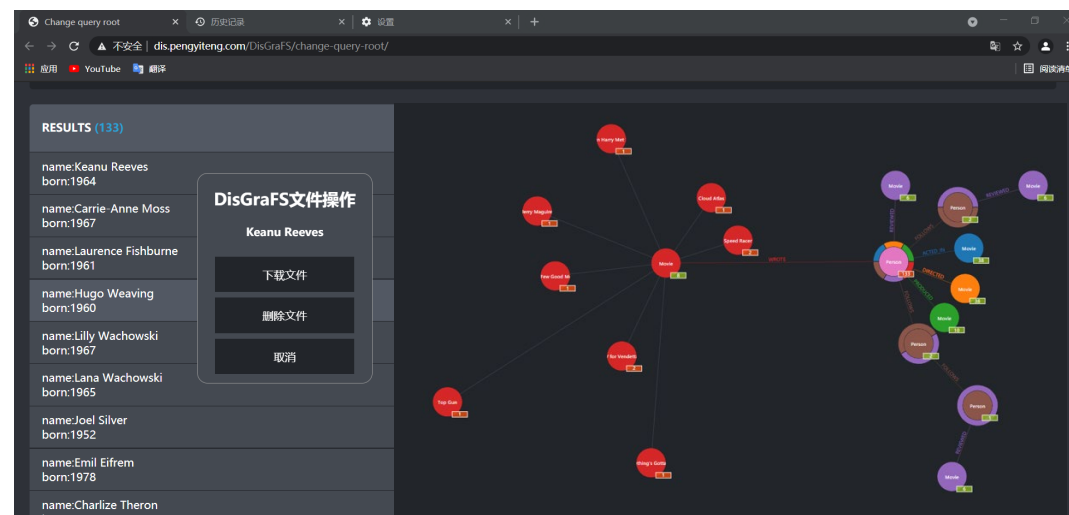 Change query root
历史记录
设置
不安全 dis.pengyiteng.com/DisGraFS/change-query-root/
应用 YouTube 翻译
阅读清单
RESULTS (133)
name:Keanu Reeves
born:1964
name:Carrie-Anne Moss
born:1967
name:Laurence Fishburne
born:1961
name:Hugo Weaving
born:1960
name:Lilly Wachowski
born:1967
name:Lana Wachowski
born:1965
name:Joel Silver
born:1952
name:Emil Eifrem
born:1978
name:Charlize Theron
DisGraFS文件操作
Keanu Reeves
下载文件
删除文件
取消
Cloud Atlas
Speed Racer
Movie
WROTE
Top Gun
Movie
REVIEWED
Person
REVIEWED
Movie
FOLLOWS
Person
ACTED_IN
Movie
DIRECTED
Movie
PRODUCED
Movie
FOLLOWS
Person
FOLLOWS
Person
REVIEWED
Movie